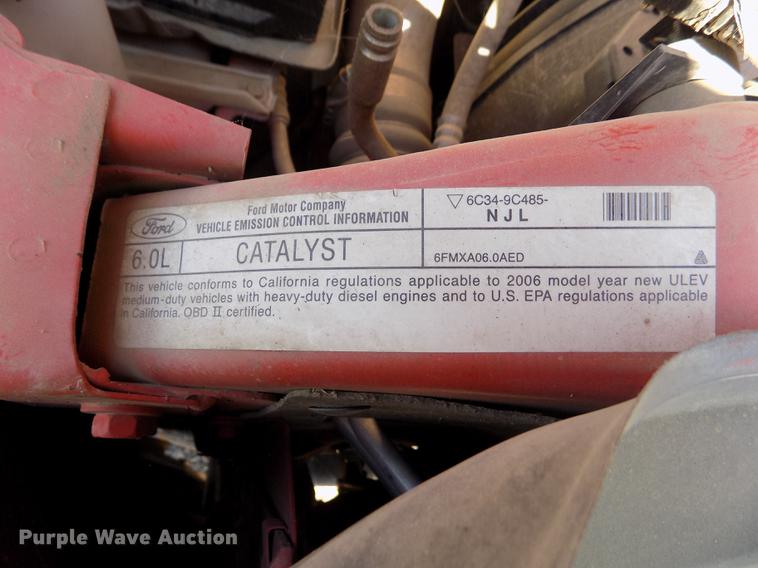 Ford
Ford Motor Company
VEHICLE EMISSION CONTROL INFORMATION
6C34-9C485-
NJL
6.0L
CATALYST
6FMXA06.0AED
This vehicle conforms to California regulations applicable to 2006 model year new ULEV
medium-duty vehicles with heavy-duty diesel engines and to U.S. EPA regulations applicable
in California. OBD II certified.
Purple Wave Auction